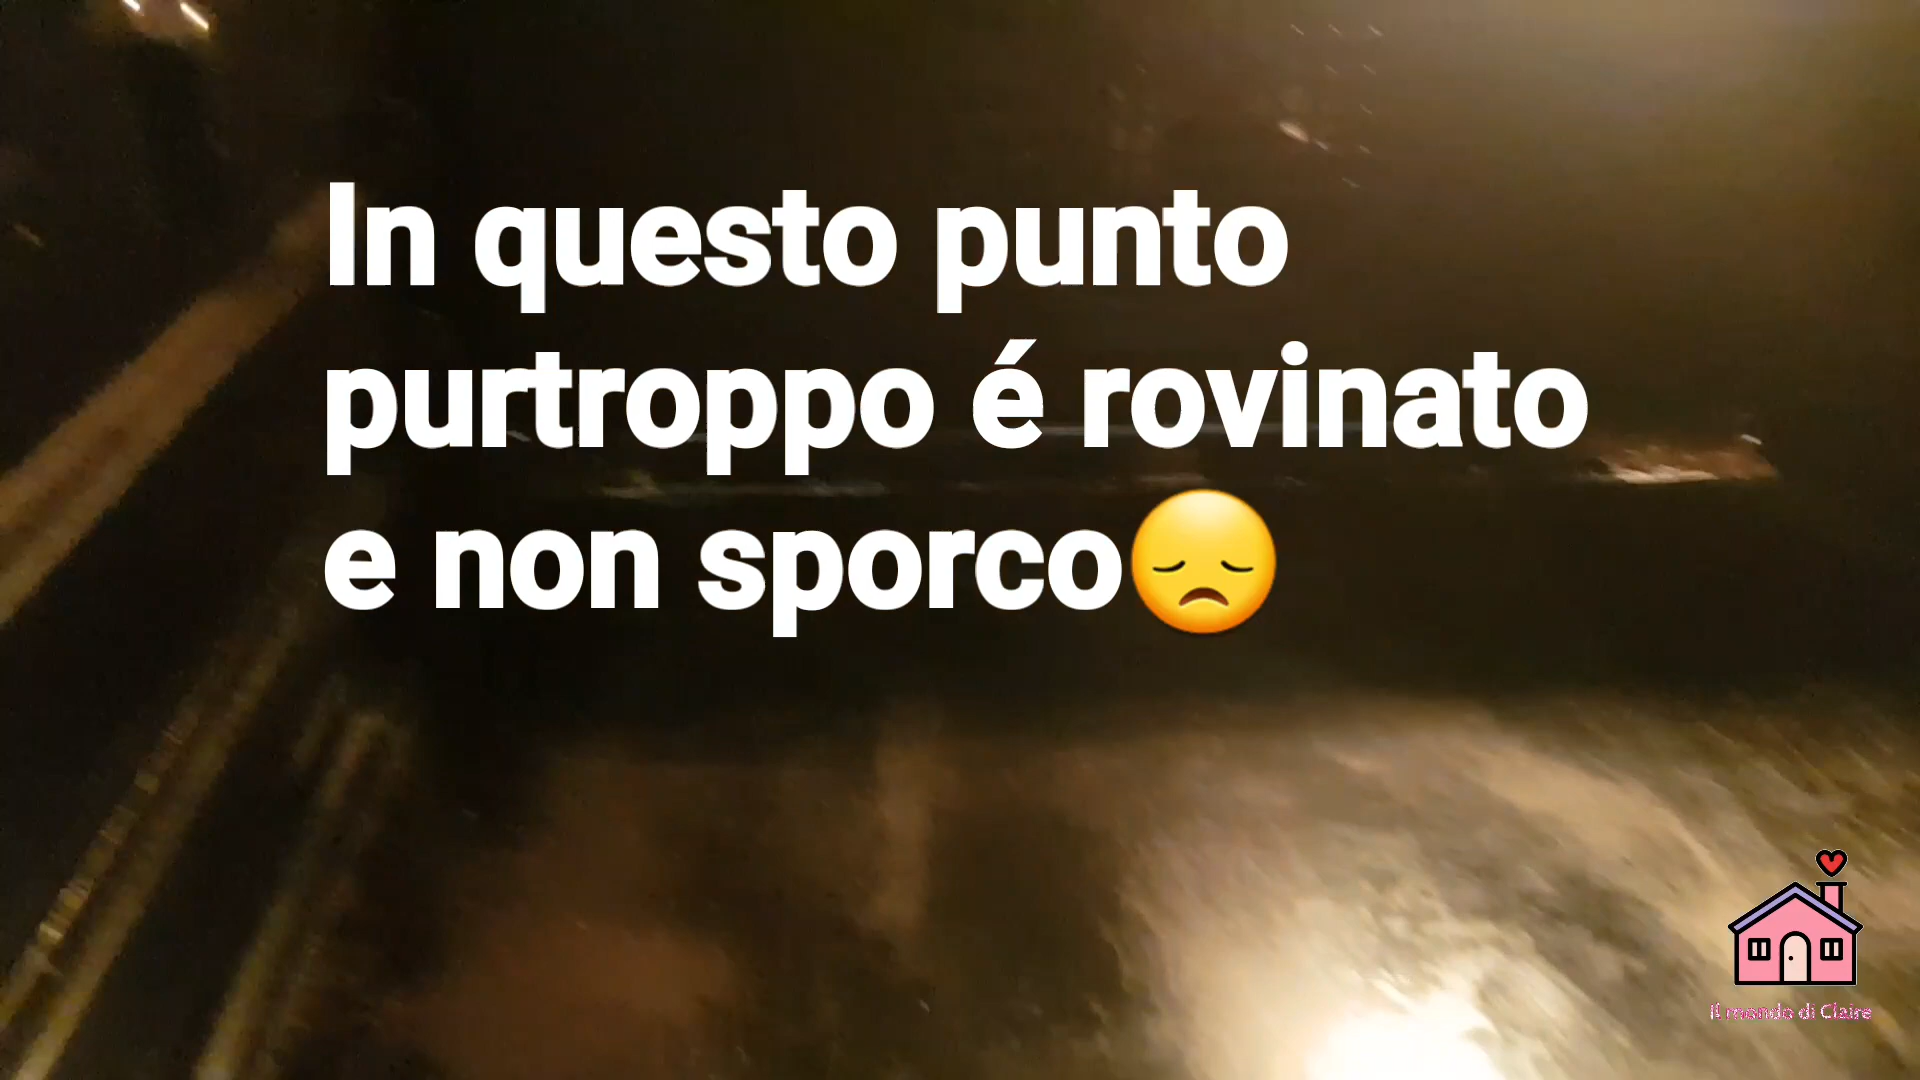 In questo punto
purtroppo é rovinato
e non sporco😞
Il mondo di Claire